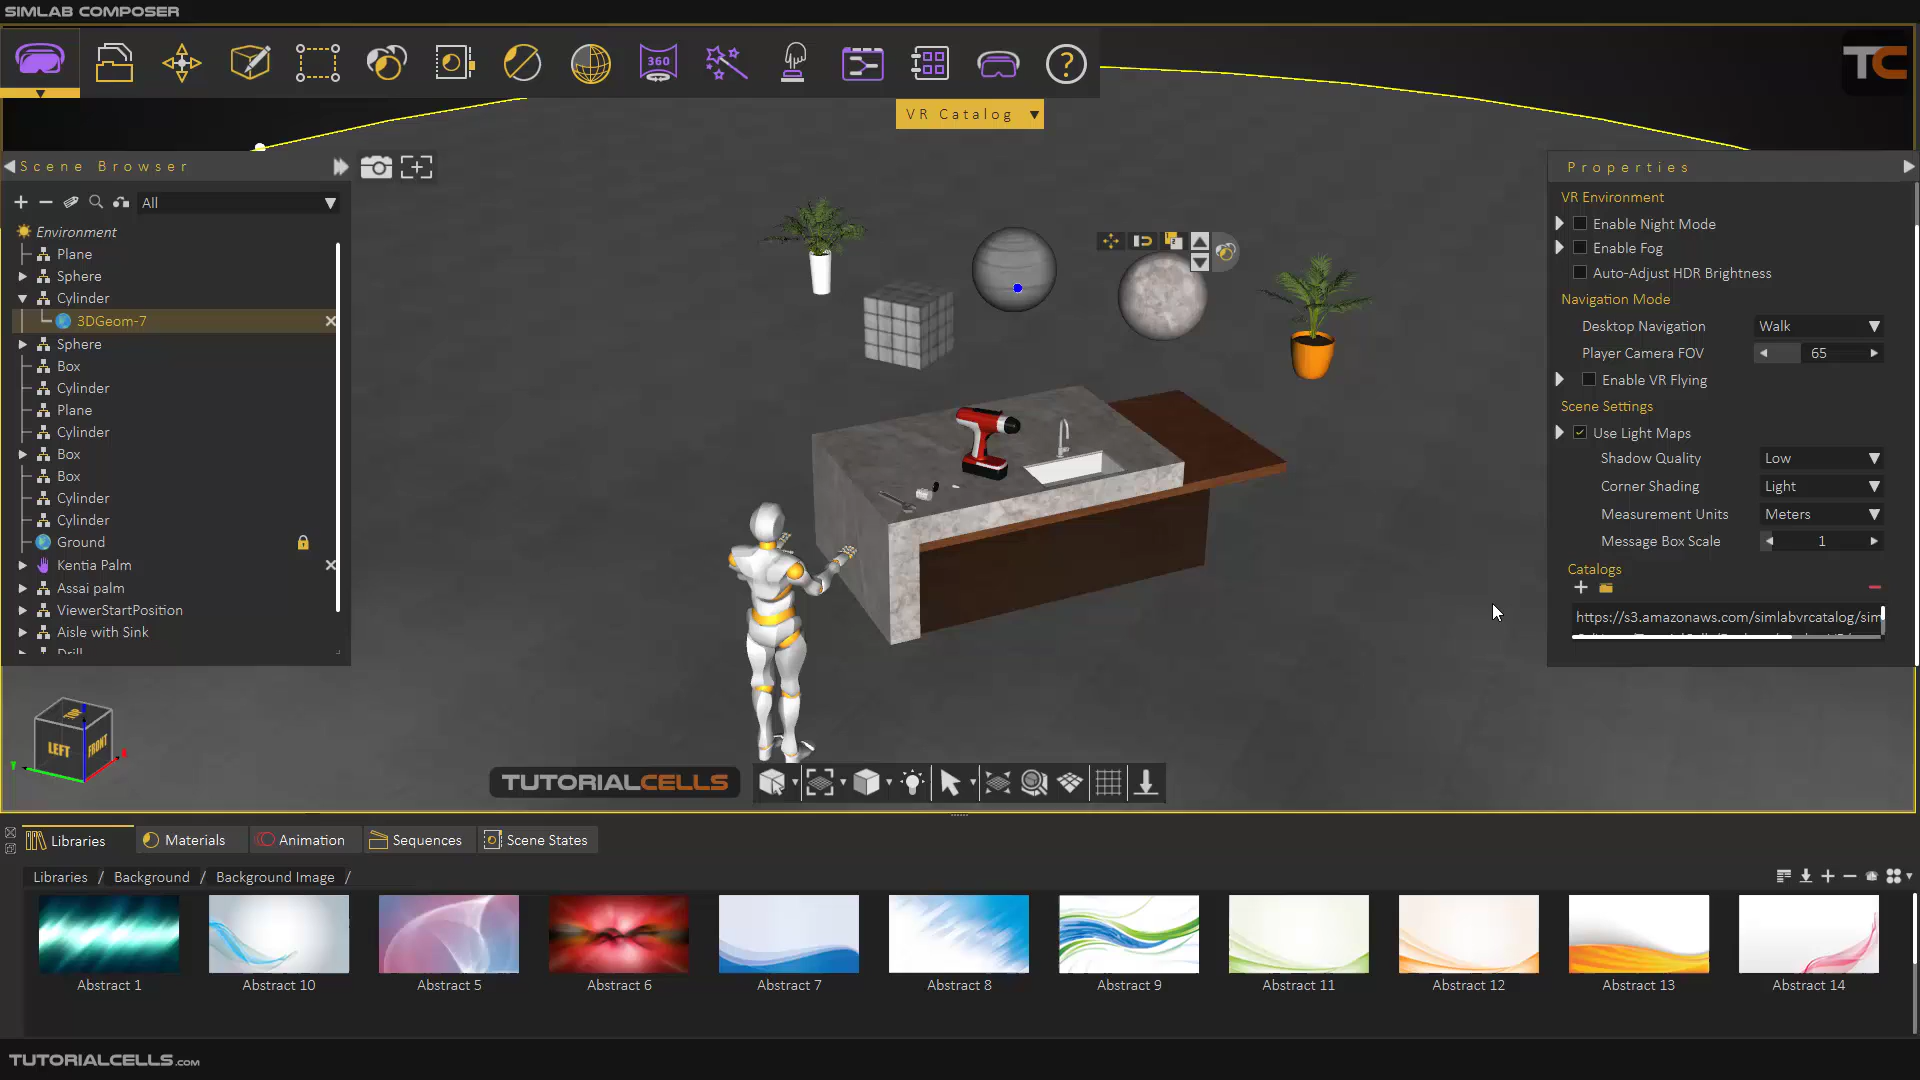 SIMLAB COMPOSER
360
?
TC
VR Catalog
Scene Browser
Properties
All
Environment
Plane
Sphere
Cylinder
3DGeom-7
Sphere
Box
Cylinder
Plane
Cylinder
Box
Box
Cylinder
Cylinder
Ground
Kentia Palm
Assai palm
ViewerStartPosition
Aisle with Sink
Drill
VR Environment
Enable Night Mode
Enable Fog
Auto-Adjust HDR Brightness
Navigation Mode
Desktop Navigation Walk
Player Camera FOV 65
Enable VR Flying
Scene Settings
Use Light Maps
Shadow Quality Low
Corner Shading Light
Measurement Units Meters
Message Box Scale 1
Catalogs
https://s3.amazonaws.com/simlabvrcatalog/sim
TOP
LEFT
FRONT
TUTORIALCELLS
Libraries
Materials
Animation
Sequences
Scene States
Libraries / Background / Background Image /
Abstract 1
Abstract 10
Abstract 5
Abstract 6
Abstract 7
Abstract 8
Abstract 9
Abstract 11
Abstract 12
Abstract 13
Abstract 14
TUTORIALCELLS.COM